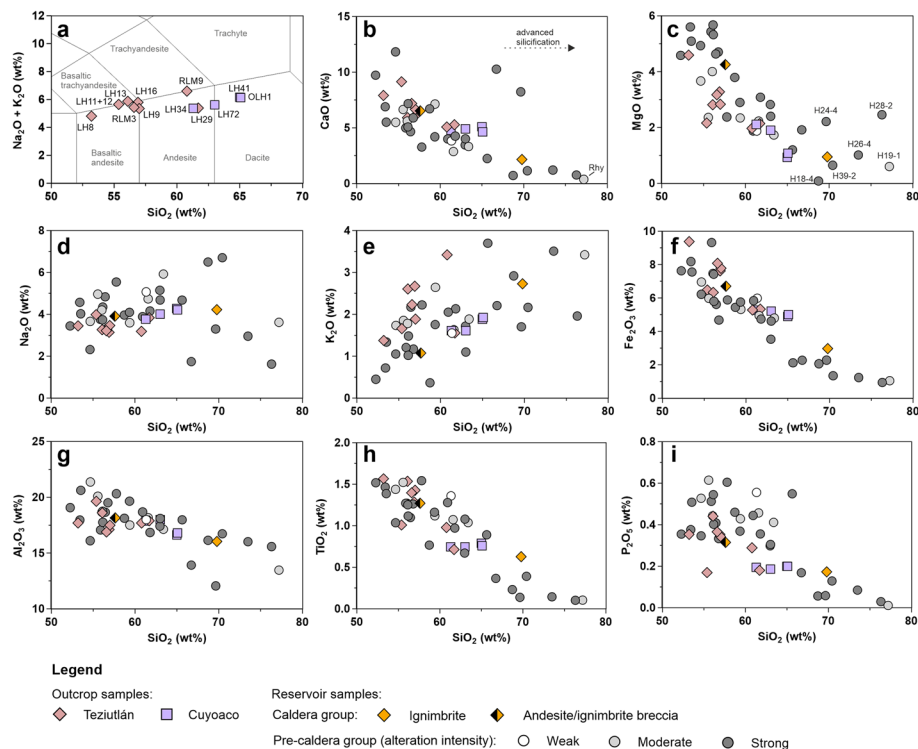 a
Trachyte
Trachyandesite
Basaltic
trachyandesite
Basaltic
andesite
Andesite
Dacite
LH8
LH11+12
LH13
LH16
RLM3
LH9
RLM9
LH34
LH29
LH72
LH41
OLH1
Na2O + K2O (wt%)
12
10
8
6
4
2
0
50 55 60 65 70
SiO2 (wt%)
b
advanced
silicification
Rhy
CaO (wt%)
15
10
5
0
50 60 70 80
SiO2 (wt%)
c
H24-4
H28-2
H26-4
H19-1
H18-4
H39-2
MgO (wt%)
6
4
2
0
50 60 70 80
SiO2 (wt%)
d
Na2O (wt%)
8
6
4
2
0
50 60 70 80
SiO2 (wt%)
e
K2O (wt%)
4
3
2
1
0
50 60 70 80
SiO2 (wt%)
f
Fe2O3 (wt%)
10
8
6
4
2
0
50 60 70 80
SiO2 (wt%)
g
Al2O3 (wt%)
25
20
15
10
50 60 70 80
SiO2 (wt%)
h
TiO2 (wt%)
2.0
1.5
1.0
0.5
0.0
50 60 70 80
SiO2 (wt%)
i
P2O5 (wt%)
0.8
0.6
0.4
0.2
0.0
50 60 70 80
SiO2 (wt%)
Legend
Outcrop samples:
Teziutlán Cuyoaco
Reservoir samples:
Caldera group: Ignimbrite Andesite/ignimbrite breccia
Pre-caldera group (alteration intensity): Weak Moderate Strong